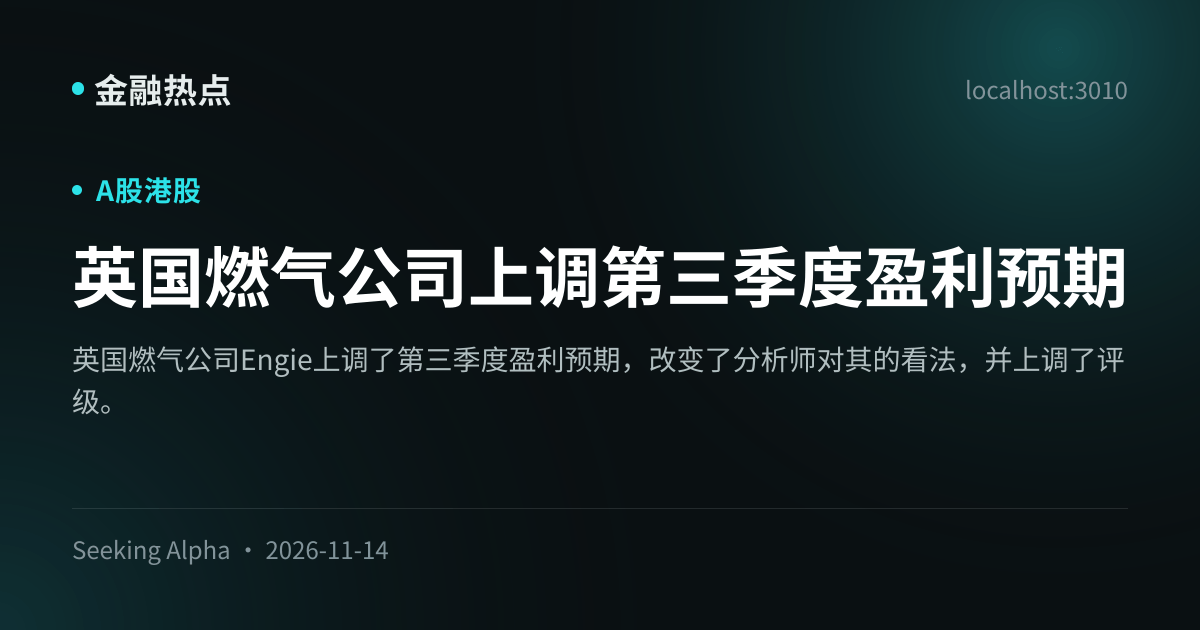 金融热点
localhost:3010
A股港股
英国燃气公司上调第三季度盈利预期
英国燃气公司Engie上调了第三季度盈利预期，改变了分析师对其的看法，并上调了评
级。
Seeking Alpha · 2026-11-14